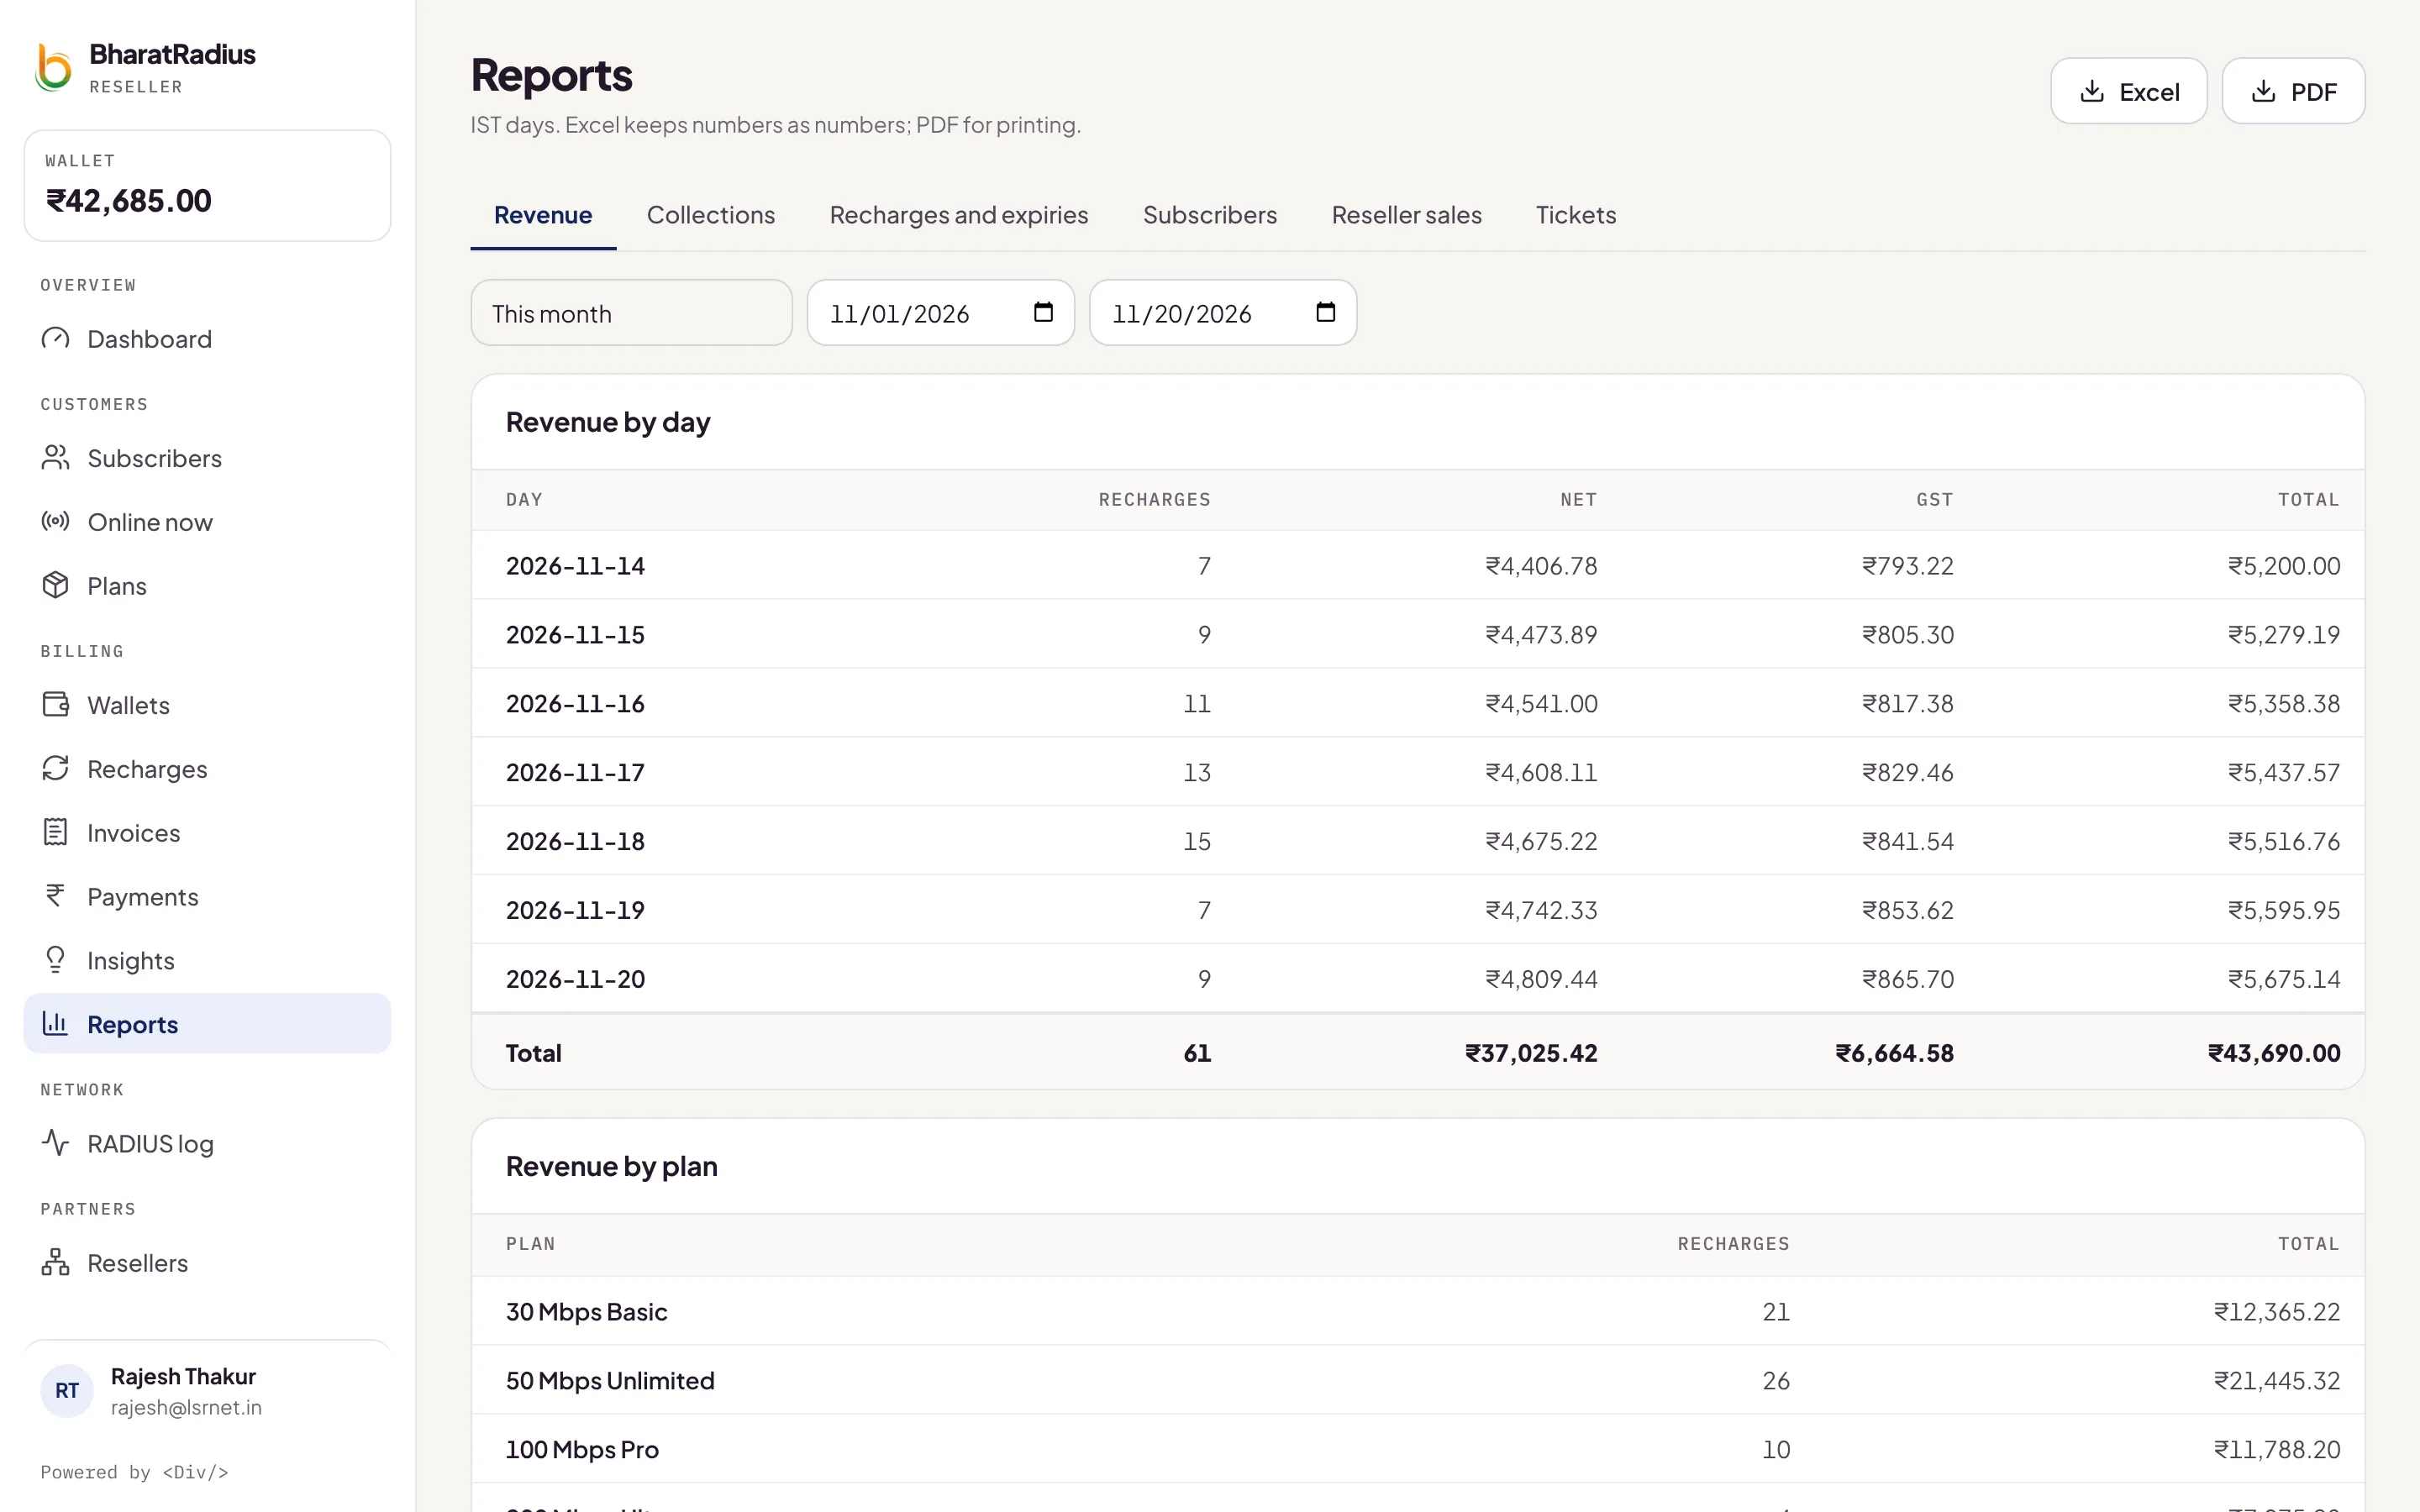 BharatRadius
RESELLER
WALLET
₹42,685.00
OVERVIEW
Dashboard
CUSTOMERS
Subscribers
Online now
Plans
BILLING
Wallets
Recharges
Invoices
Payments
Insights
Reports
NETWORK
RADIUS log
PARTNERS
Resellers
RT
Rajesh Thakur
rajesh@lsrnet.in
Powered by <Div/>
Reports
IST days. Excel keeps numbers as numbers; PDF for printing.
Excel PDF
Revenue Collections Recharges and expiries Subscribers Reseller sales Tickets
This month 11/01/2026 11/20/2026
Revenue by day
DAY RECHARGES NET GST TOTAL
2026-11-14 7 ₹4,406.78 ₹793.22 ₹5,200.00
2026-11-15 9 ₹4,473.89 ₹805.30 ₹5,279.19
2026-11-16 11 ₹4,541.00 ₹817.38 ₹5,358.38
2026-11-17 13 ₹4,608.11 ₹829.46 ₹5,437.57
2026-11-18 15 ₹4,675.22 ₹841.54 ₹5,516.76
2026-11-19 7 ₹4,742.33 ₹853.62 ₹5,595.95
2026-11-20 9 ₹4,809.44 ₹865.70 ₹5,675.14
Total 61 ₹37,025.42 ₹6,664.58 ₹43,690.00
Revenue by plan
PLAN RECHARGES TOTAL
30 Mbps Basic 21 ₹12,365.22
50 Mbps Unlimited 26 ₹21,445.32
100 Mbps Pro 10 ₹11,788.20